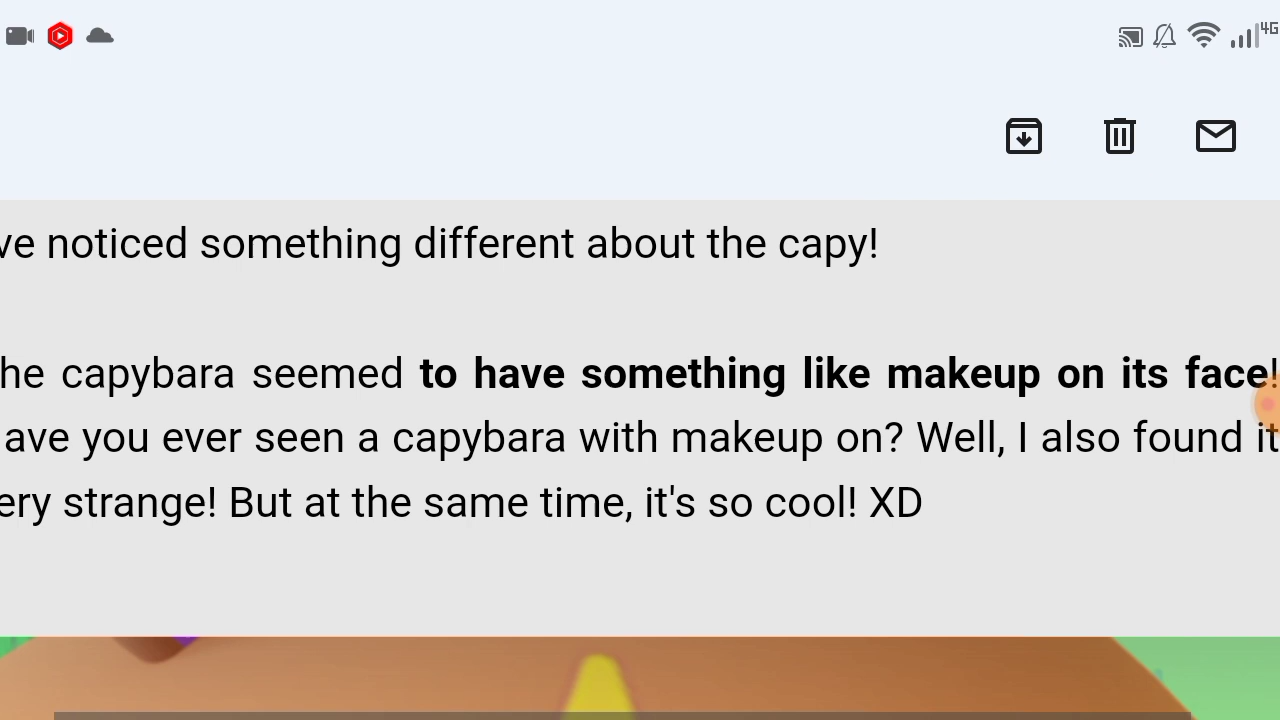 4G
ve noticed something different about the capy!
he capybara seemed to have something like makeup on its face!
ave you ever seen a capybara with makeup on? Well, I also found it
ery strange! But at the same time, it's so cool! XD